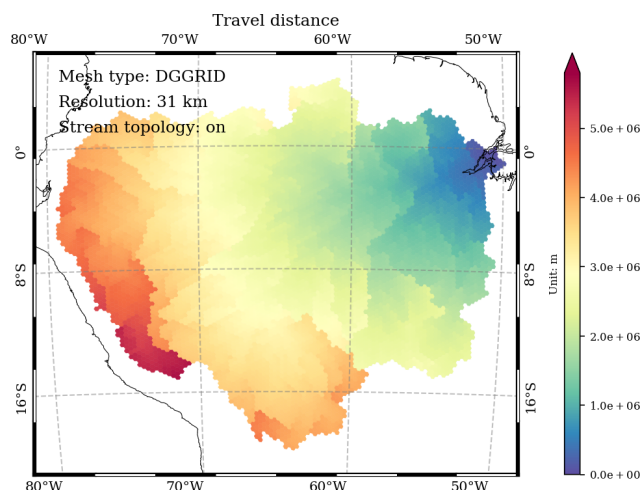 Travel distance
80°W 70°W 60°W 50°W
Mesh type: DGGRID
Resolution: 31 km
Stream topology: on
0°
8°S
16°S
0°
8°S
16°S
80°W 70°W 60°W 50°W
Unit: m
5.0e+06
4.0e+06
3.0e+06
2.0e+06
1.0e+06
0.0e+00